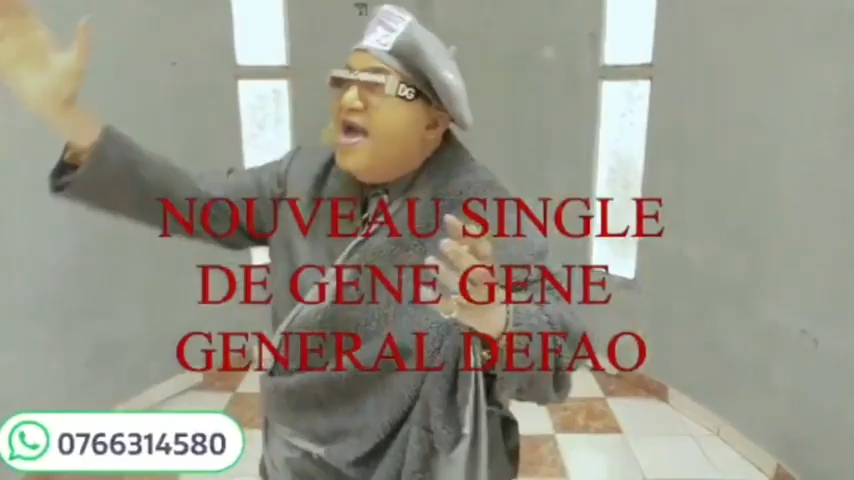 DG
NOUVEAU SINGLE
DE GENE GENE
GENERAL DEFAO
0766314580